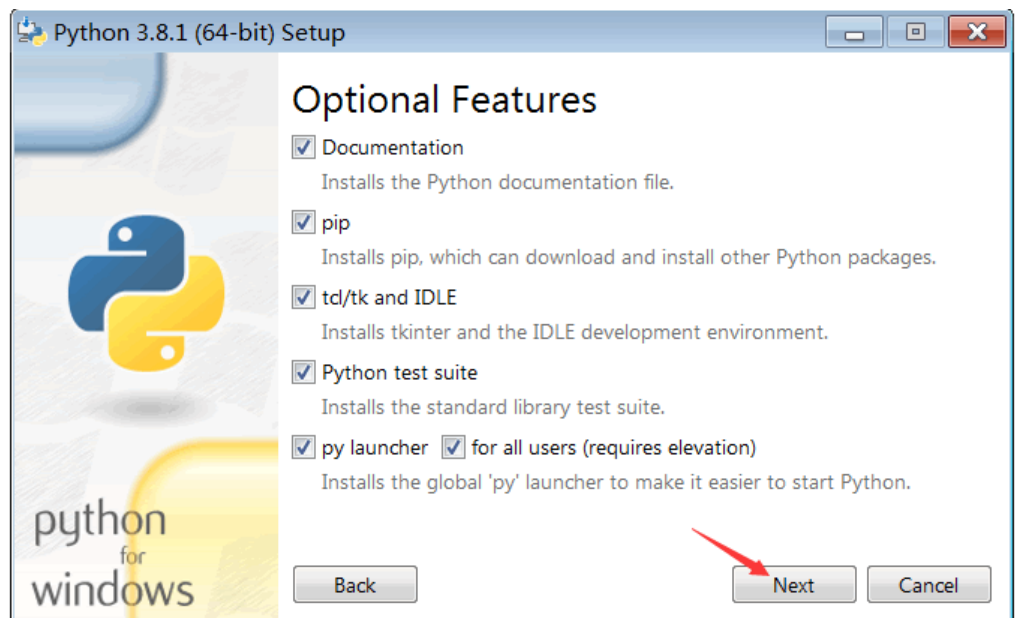 Python 3.8.1 (64-bit) Setup
Optional Features
Documentation
Installs the Python documentation file.
pip
Installs pip, which can download and install other Python packages.
tcl/tk and IDLE
Installs tkinter and the IDLE development environment.
Python test suite
Installs the standard library test suite.
py launcher for all users (requires elevation)
Installs the global 'py' launcher to make it easier to start Python.
python
for
windows
Back Next Cancel